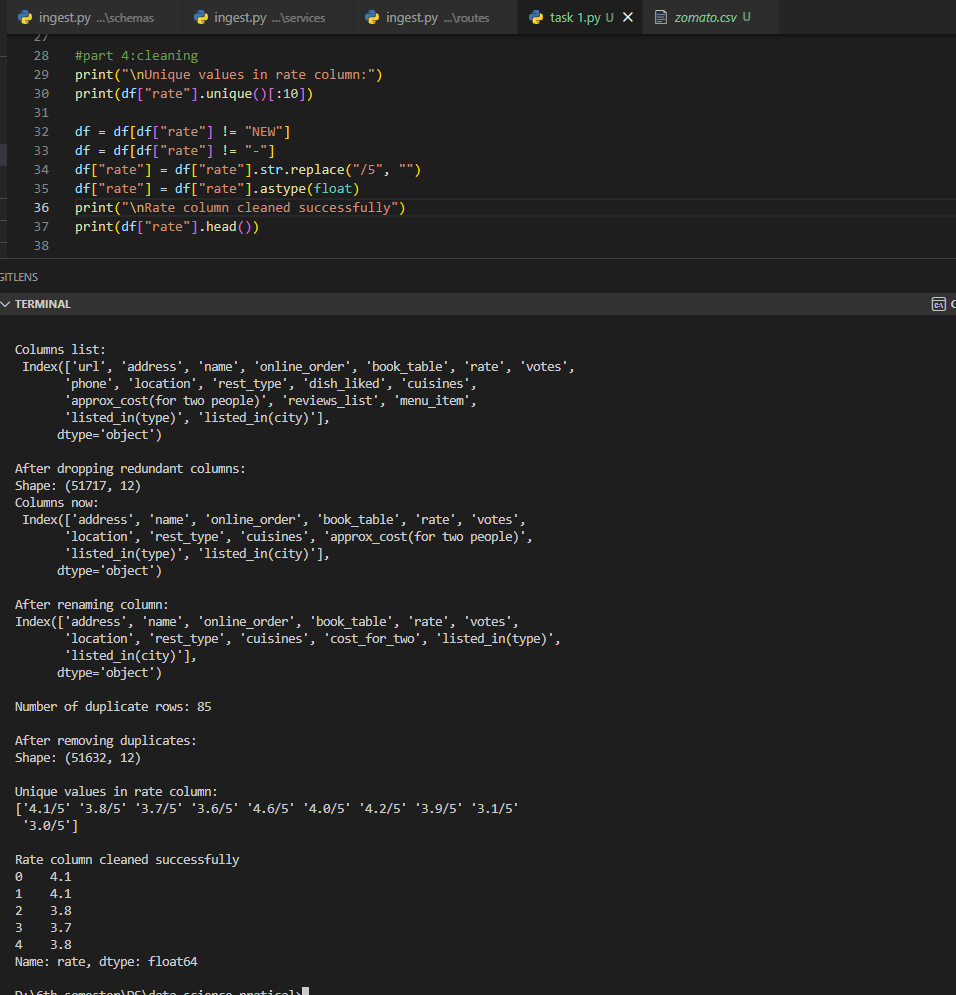 ingest.py ...\schemas
ingest.py ...\services
ingest.py ...\routes
task 1.py U
zomato.csv U
27
28 #part 4:cleaning
29 print("\nUnique values in rate column:")
30 print(df["rate"].unique()[:10])
31
32 df = df[df["rate"] != "NEW"]
33 df = df[df["rate"] != "-"]
34 df["rate"] = df["rate"].str.replace("/5", "")
35 df["rate"] = df["rate"].astype(float)
36 print("\nRate column cleaned successfully")
37 print(df["rate"].head())
38
GITLENS
TERMINAL
Columns list:
Index(['url', 'address', 'name', 'online_order', 'book_table', 'rate', 'votes',
'phone', 'location', 'rest_type', 'dish_liked', 'cuisines',
'approx_cost(for two people)', 'reviews_list', 'menu_item',
'listed_in(type)', 'listed_in(city)'],
dtype='object')
After dropping redundant columns:
Shape: (51717, 12)
Columns now:
Index(['address', 'name', 'online_order', 'book_table', 'rate', 'votes',
'location', 'rest_type', 'cuisines', 'approx_cost(for two people)',
'listed_in(type)', 'listed_in(city)'],
dtype='object')
After renaming column:
Index(['address', 'name', 'online_order', 'book_table', 'rate', 'votes',
'location', 'rest_type', 'cuisines', 'cost_for_two', 'listed_in(type)',
'listed_in(city)'],
dtype='object')
Number of duplicate rows: 85
After removing duplicates:
Shape: (51632, 12)
Unique values in rate column:
['4.1/5' '3.8/5' '3.7/5' '3.6/5' '4.6/5' '4.0/5' '4.2/5' '3.9/5' '3.1/5'
'3.0/5']
Rate column cleaned successfully
0 4.1
1 4.1
2 3.8
3 3.7
4 3.8
Name: rate, dtype: float64
D:\6th semester\DS\data science pratical>